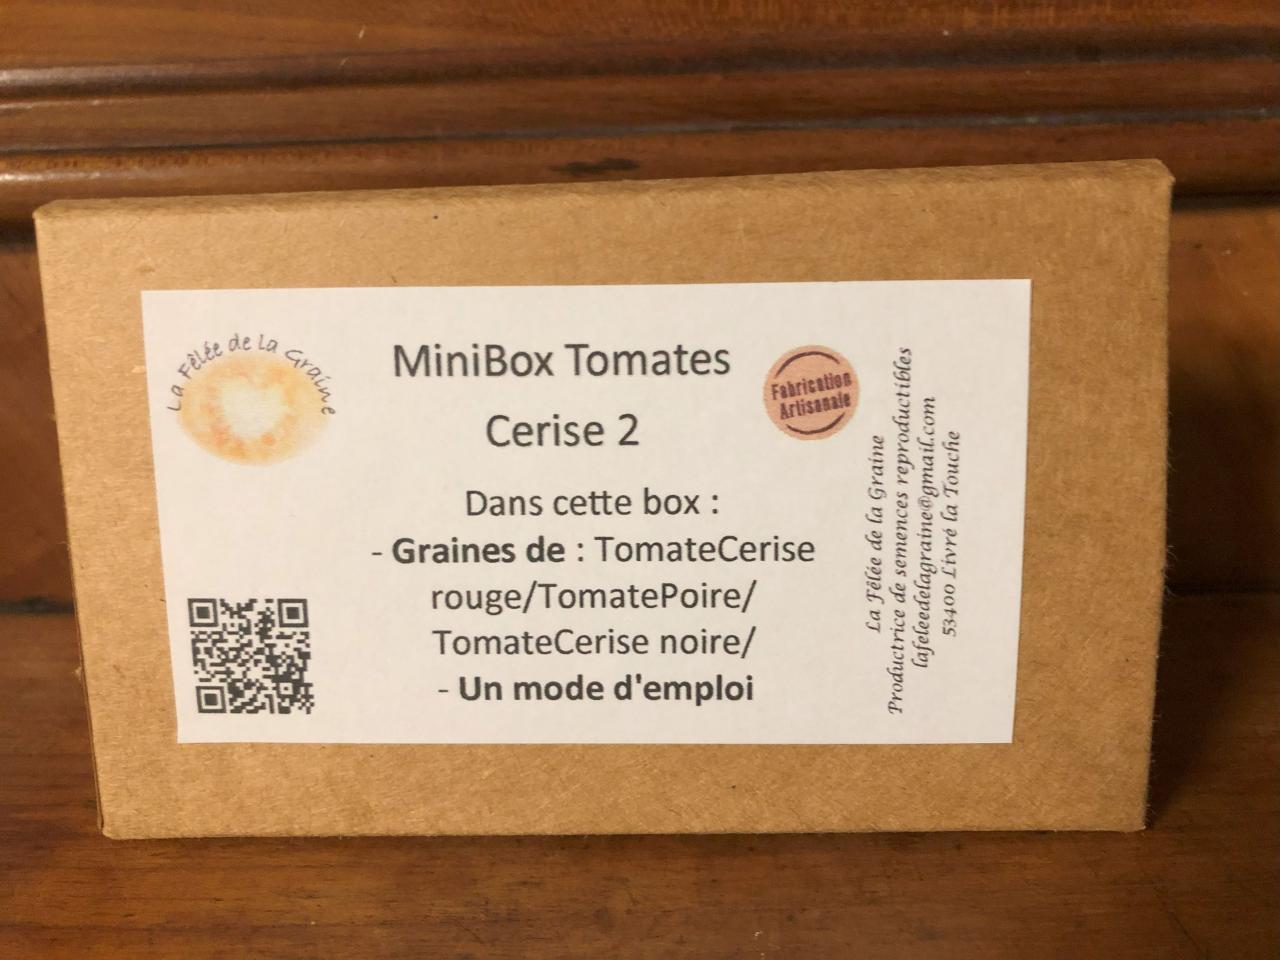 La Fêlée de La Graine
MiniBox Tomates
Cerise 2
Fabrication
Artisanale
Dans cette box :
- Graines de : TomateCerise
rouge/TomatePoire/
TomateCerise noire/
- Un mode d'emploi
La Fêlée de la Graine
Productrice de semences reproductibles
lafeleedelagraine@gmail.com
53400 Livré la Touche